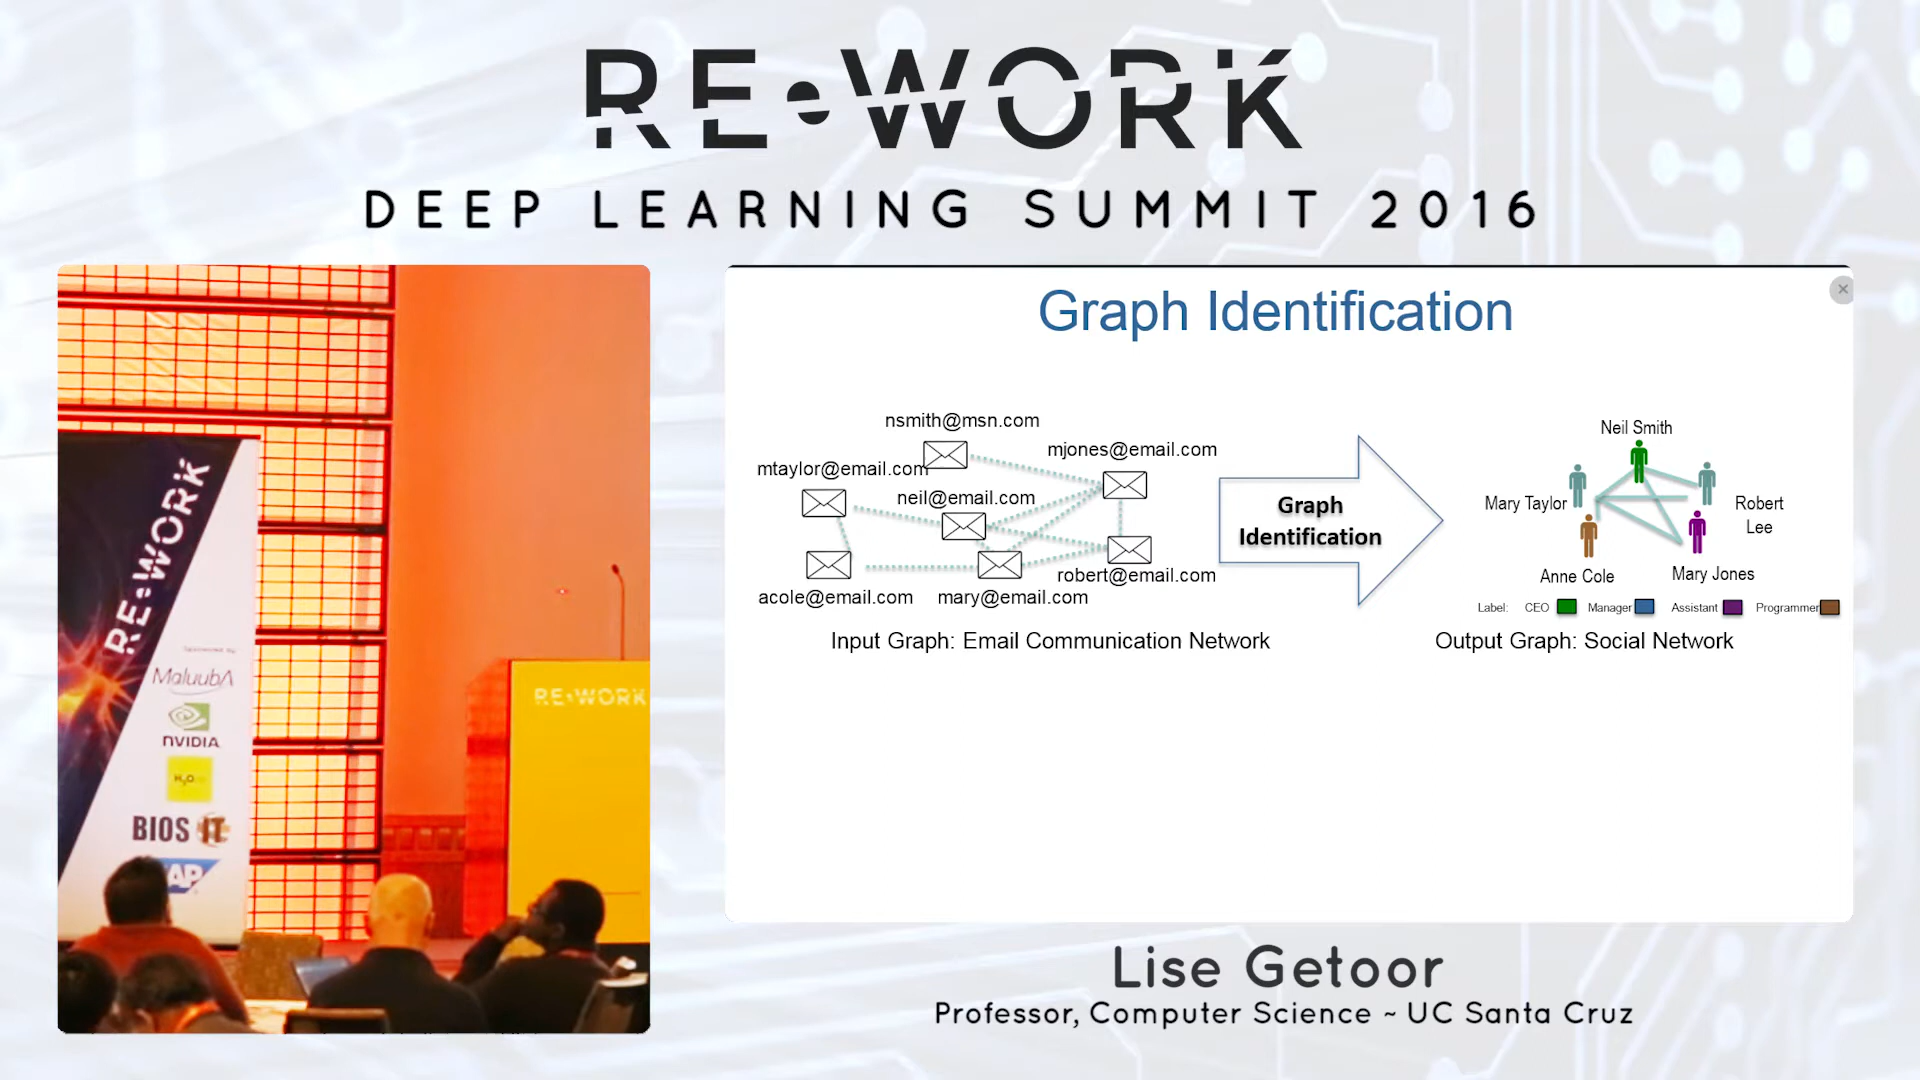 RE•WORK
DEEP LEARNING SUMMIT 2016
RE•WORK
Maluuba
NVIDIA
H2O
BIOS IT
SAP
RE•WORK
Graph Identification
nsmith@msn.com
mjones@email.com
mtaylor@email.com
neil@email.com
robert@email.com
acole@email.com
mary@email.com
Input Graph: Email Communication Network
Graph
Identification
Neil Smith
Mary Taylor
Robert
Lee
Anne Cole
Mary Jones
Label: CEO Manager Assistant Programmer
Output Graph: Social Network
Lise Getoor
Professor, Computer Science ~ UC Santa Cruz